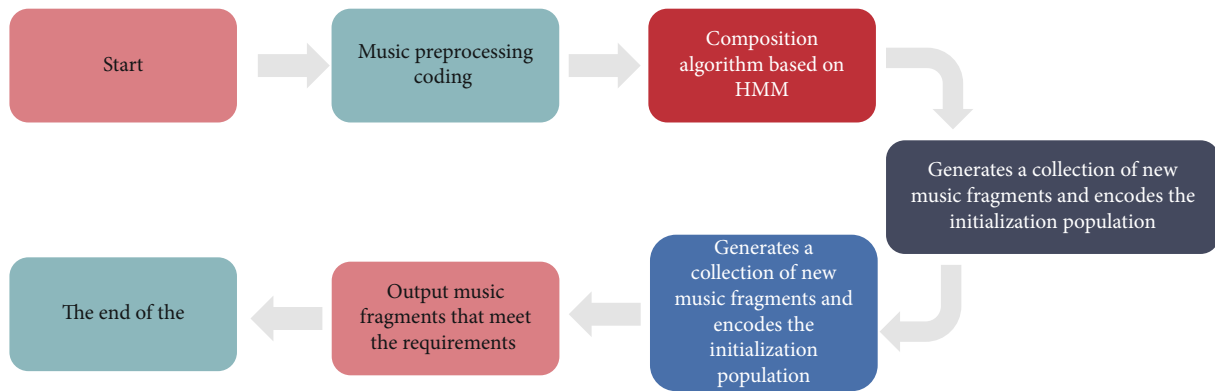 Start
Music preprocessing
coding
Composition
algorithm based on
HMM
Generates a collection of new
music fragments and encodes the
initialization population
Generates a
collection of new
music fragments and
encodes the
initialization
population
Output music
fragments that meet
the requirements
The end of the